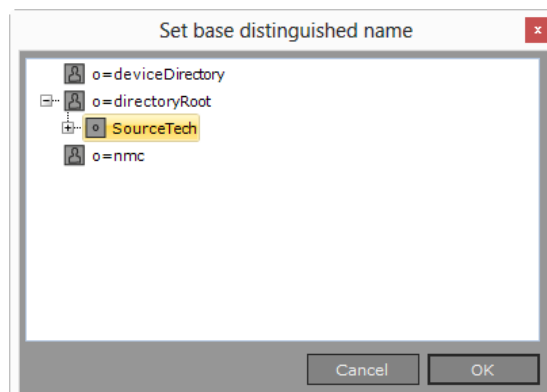 Set base distinguished name
x
o=deviceDirectory
o=directoryRoot
SourceTech
o=nmc
Cancel OK